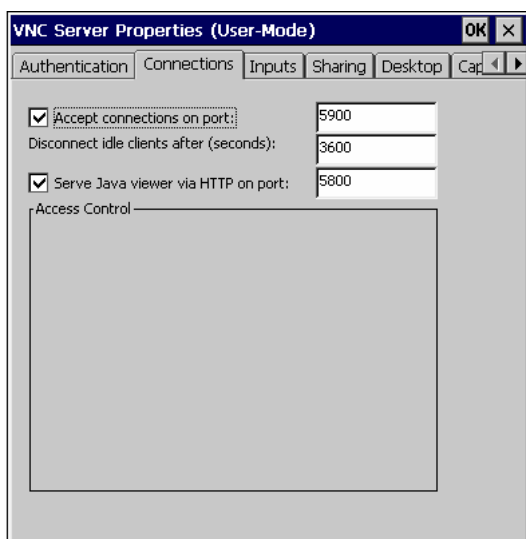 VNC Server Properties (User-Mode) OK ×
Authentication Connections Inputs Sharing Desktop Cap
Accept connections on port: 5900
Disconnect idle clients after (seconds): 3600
Serve Java viewer via HTTP on port: 5800
Access Control